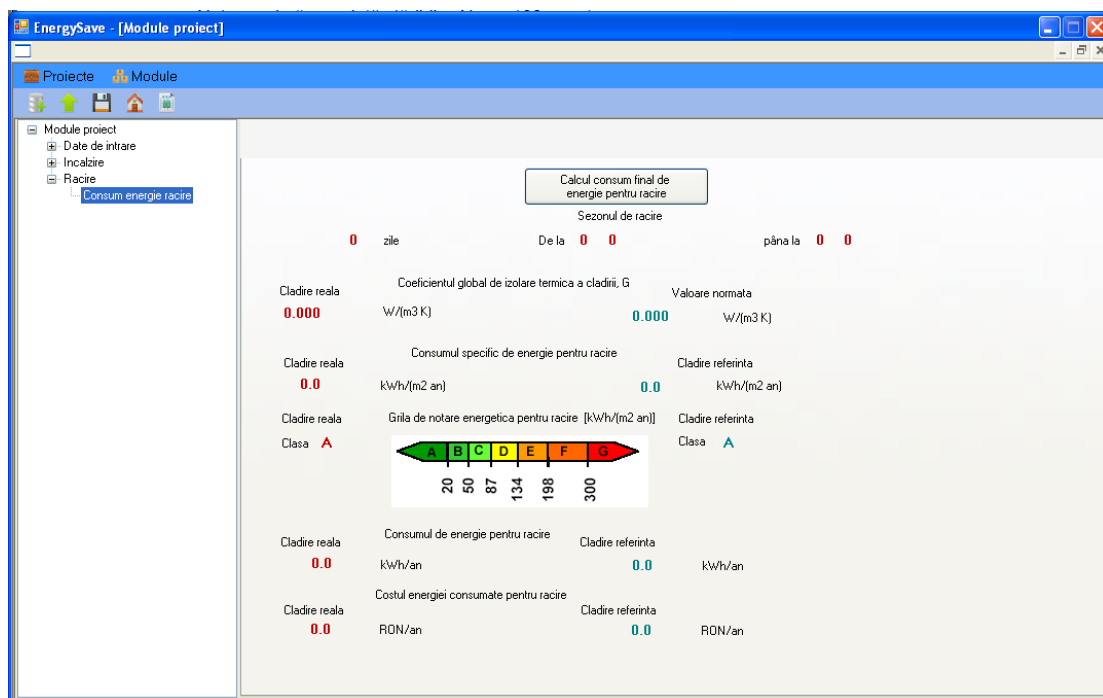 EnergySave - [Module proiect]
Proiecte Module
Module proiect
Date de intrare
Incalzire
Racire
Consum energie racire
Calcul consum final de
energie pentru racire
Sezonul de racire
0 zile De la 0 0 pâna la 0 0
Coeficientul global de izolare termica a cladirii, G
Cladire reala Valoare normata
0.000 W/(m3 K) 0.000 W/(m3 K)
Consumul specific de energie pentru racire
Cladire reala Cladire referinta
0.0 kWh/(m2 an) 0.0 kWh/(m2 an)
Cladire reala Grila de notare energetica pentru racire [kWh/(m2 an)] Cladire referinta
Clasa A Clasa A
A B C D E F G
20 50 87 134 198 300
Consumul de energie pentru racire
Cladire reala Cladire referinta
0.0 kWh/an 0.0 kWh/an
Costul energiei consumate pentru racire
Cladire reala Cladire referinta
0.0 RON/an 0.0 RON/an